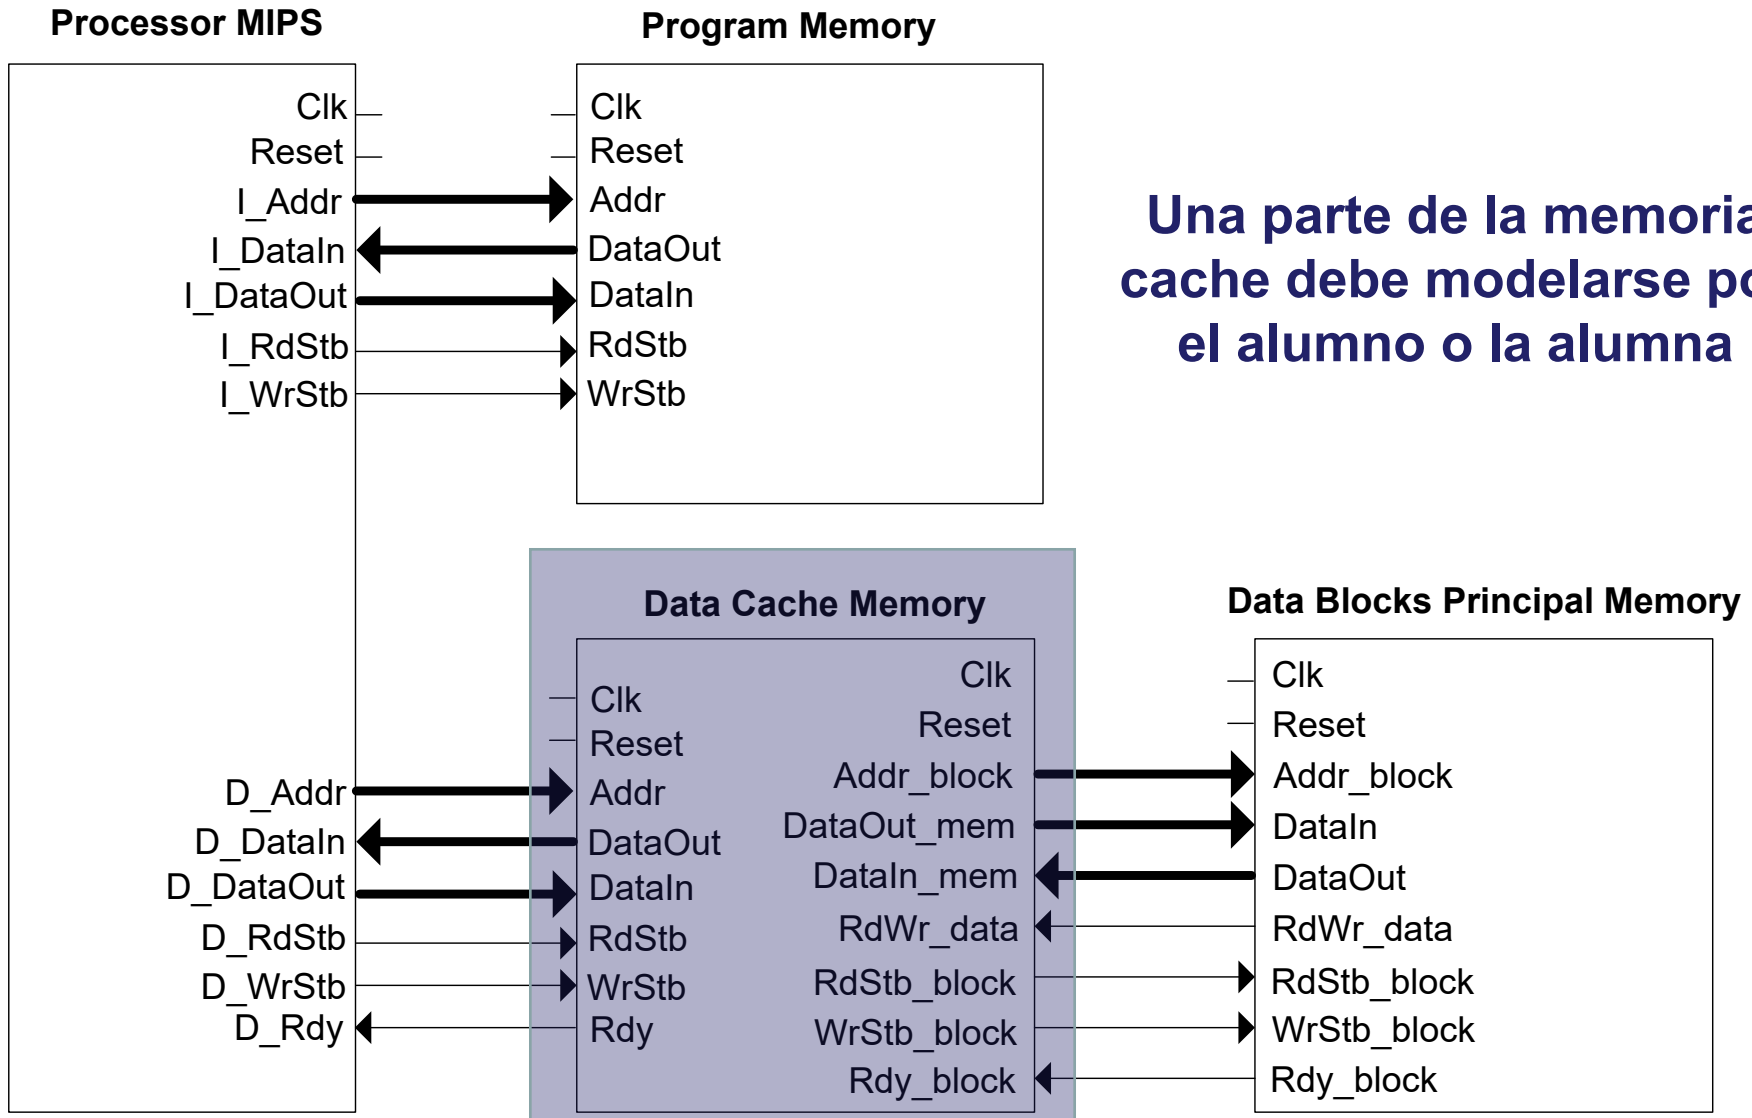 Processor MIPS
Clk
Reset
I_Addr
I_DataIn
I_DataOut
I_RdStb
I_WrStb
D_Addr
D_DataIn
D_DataOut
D_RdStb
D_WrStb
D_Rdy
Program Memory
Clk
Reset
Addr
DataOut
DataIn
RdStb
WrStb
Una parte de la memoria
cache debe modelarse po
el alumno o la alumna
Data Cache Memory
Clk
Reset
Addr
DataOut
DataIn
RdStb
WrStb
Rdy
Clk
Reset
Addr_block
DataOut_mem
DataIn_mem
RdWr_data
RdStb_block
WrStb_block
Rdy_block
Data Blocks Principal Memory
Clk
Reset
Addr_block
DataIn
DataOut
RdWr_data
RdStb_block
WrStb_block
Rdy_block